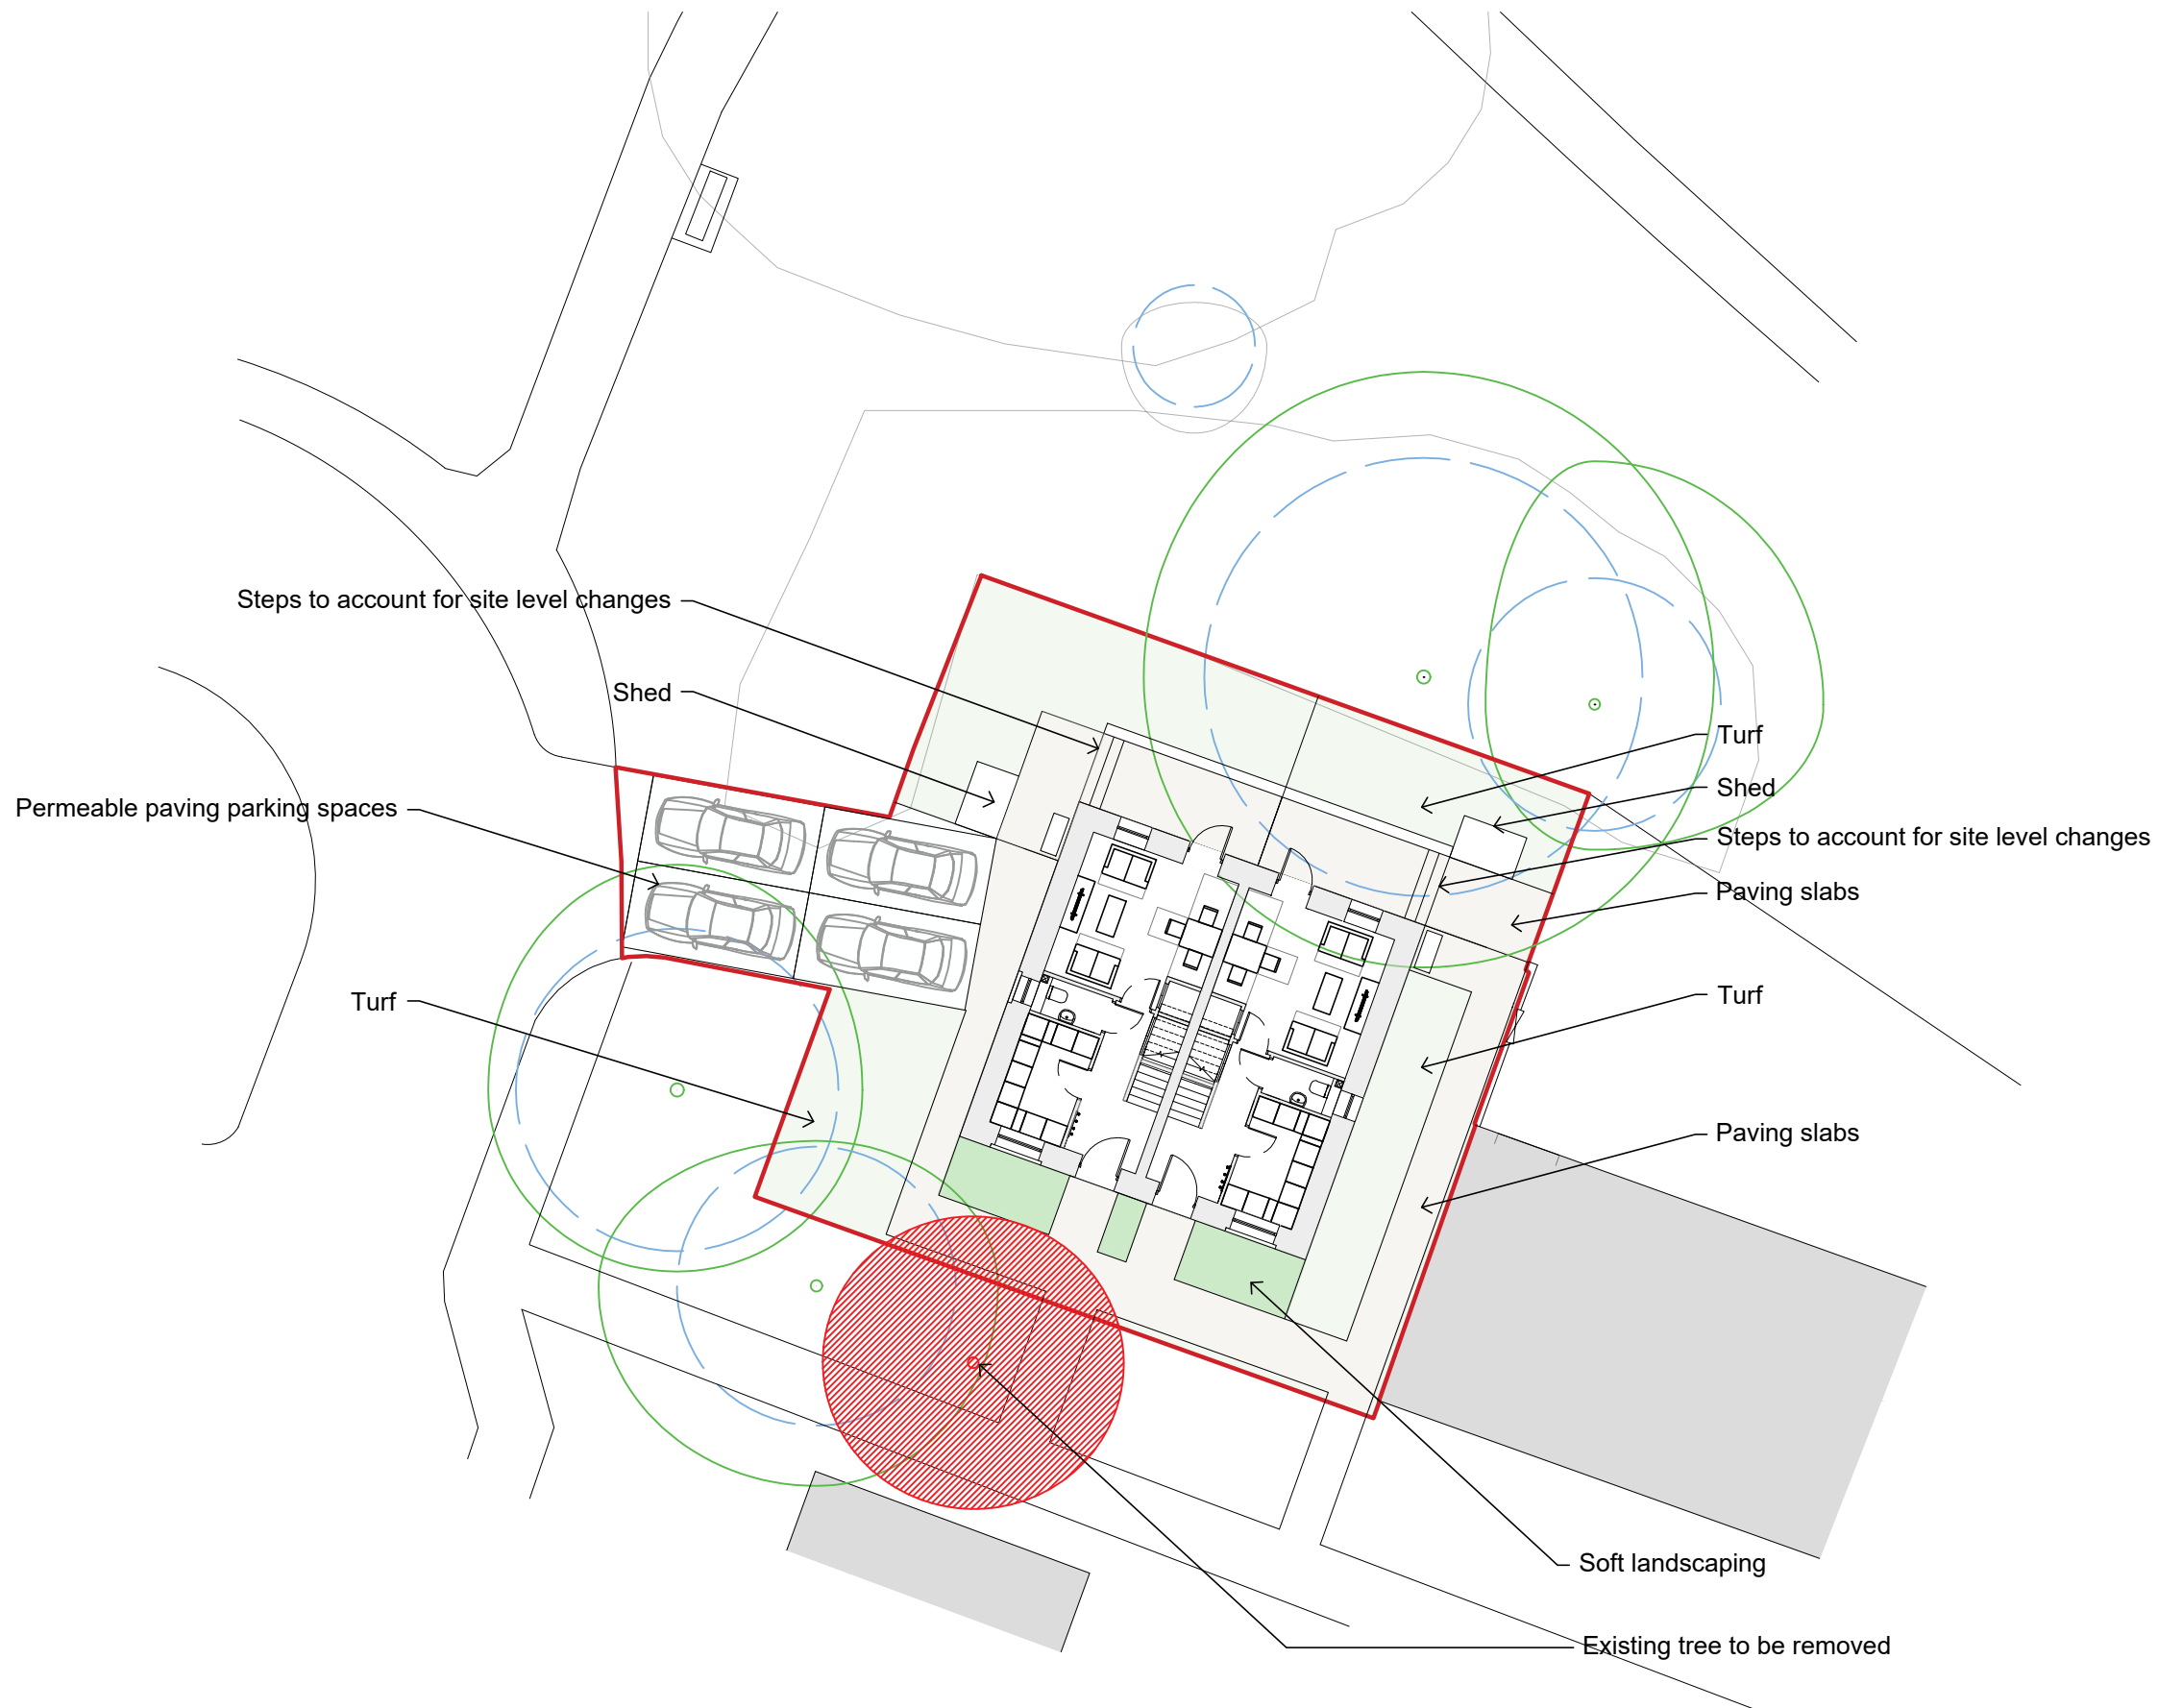 Steps to account for site level changes
Shed
Turf
Shed
Permeable paving parking spaces
Steps to account for site level changes
Paving slabs
Turf
Turf
Paving slabs
Soft landscaping
Existing tree to be removed